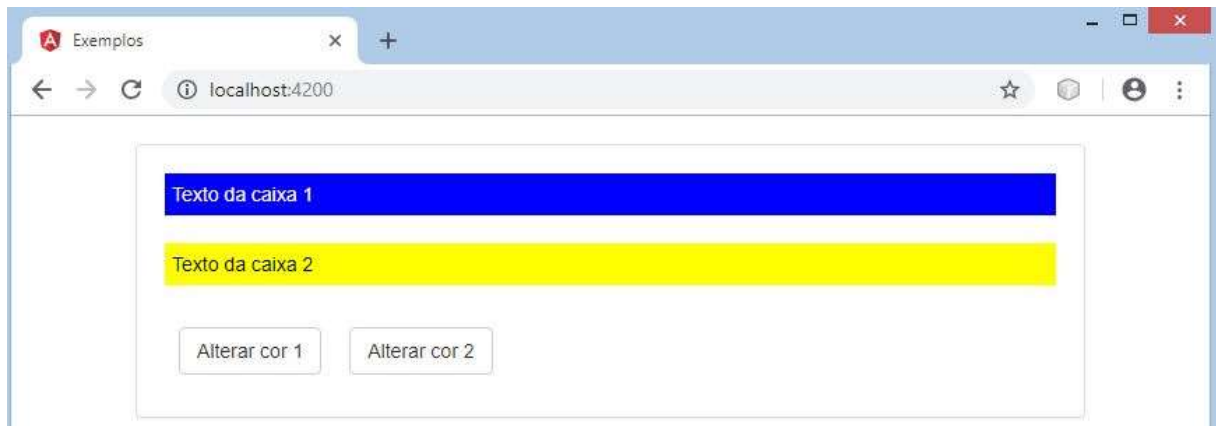 Exemplos
localhost:4200
Texto da caixa 1
Texto da caixa 2
Alterar cor 1 Alterar cor 2